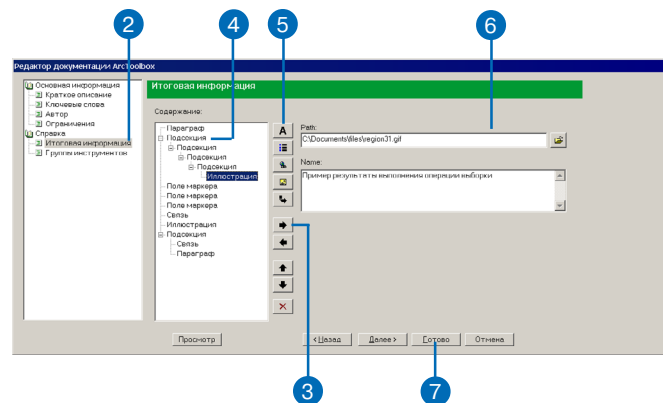 2
4
5
6
Редактор документации ArcToolbox
Основная информация
Краткое описание
Ключевые слова
Автор
Ограничения
Справка
Итоговая информация
Группы инструментов
Итоговая информация
Содержание:
Параграф
Подсекция
Подсекция
Подсекция
Подсекция
Иллюстрация
Поле маркера
Поле маркера
Поле маркера
Связь
Иллюстрация
Подсекция
Связь
Параграф
A
Path:
C:\Documents\files\region31.gif
Name:
Пример результаты выполнения операции выборки
Просмотр
< Назад
Далее >
Готово
Отмена
3
7